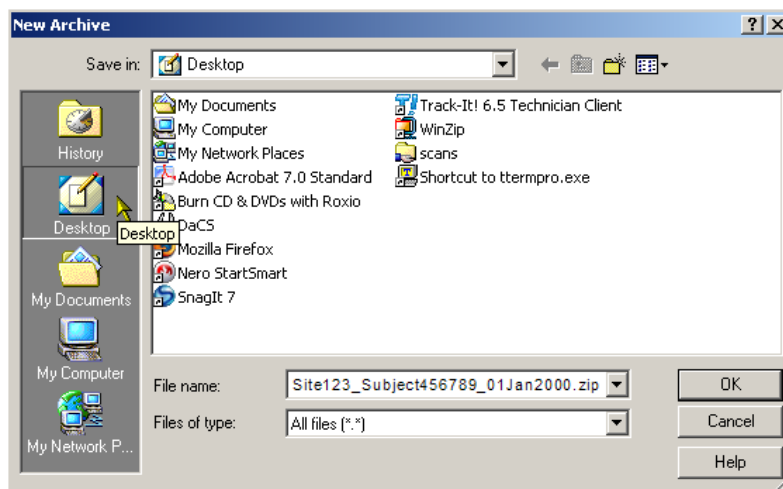 New Archive
Save in: Desktop
History
Desktop
Desktop
My Documents
My Computer
My Network P...
My Documents
My Computer
My Network Places
Adobe Acrobat 7.0 Standard
Burn CD & DVDs with Roxio
DaCS
Mozilla Firefox
Nero StartSmart
SnagIt 7
Track-It! 6.5 Technician Client
WinZip
scans
Shortcut to ttermpro.exe
File name: Site123_Subject456789_01Jan2000.zip
OK
Files of type: All files (*.*)
Cancel
Help